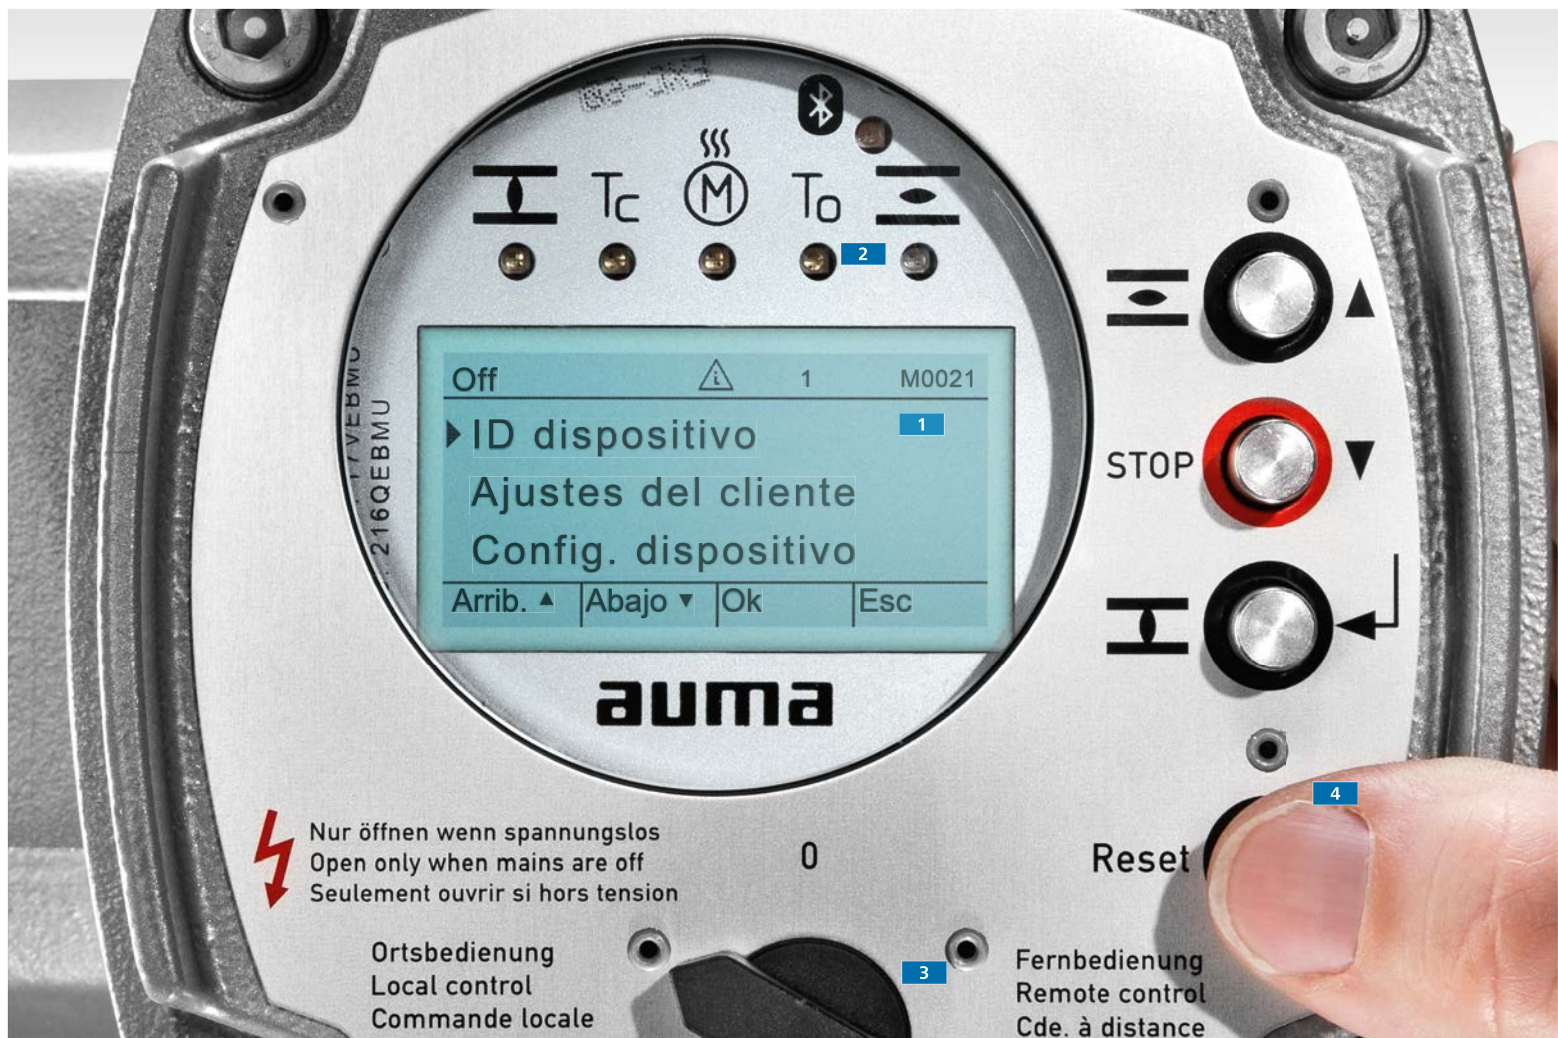 Tc
M
To
2
Off 1 M0021
1
ID dispositivo
Ajustes del cliente
Config. dispositivo
Arrib. ▲ Abajo ▼ Ok Esc
216QEBMU
auma
STOP
4
Reset
Nur öffnen wenn spannungslos
Open only when mains are off
Seulement ouvrir si hors tension
0
3
Ortsbedienung
Local control
Commande locale
Fernbedienung
Remote control
Cde. à distance